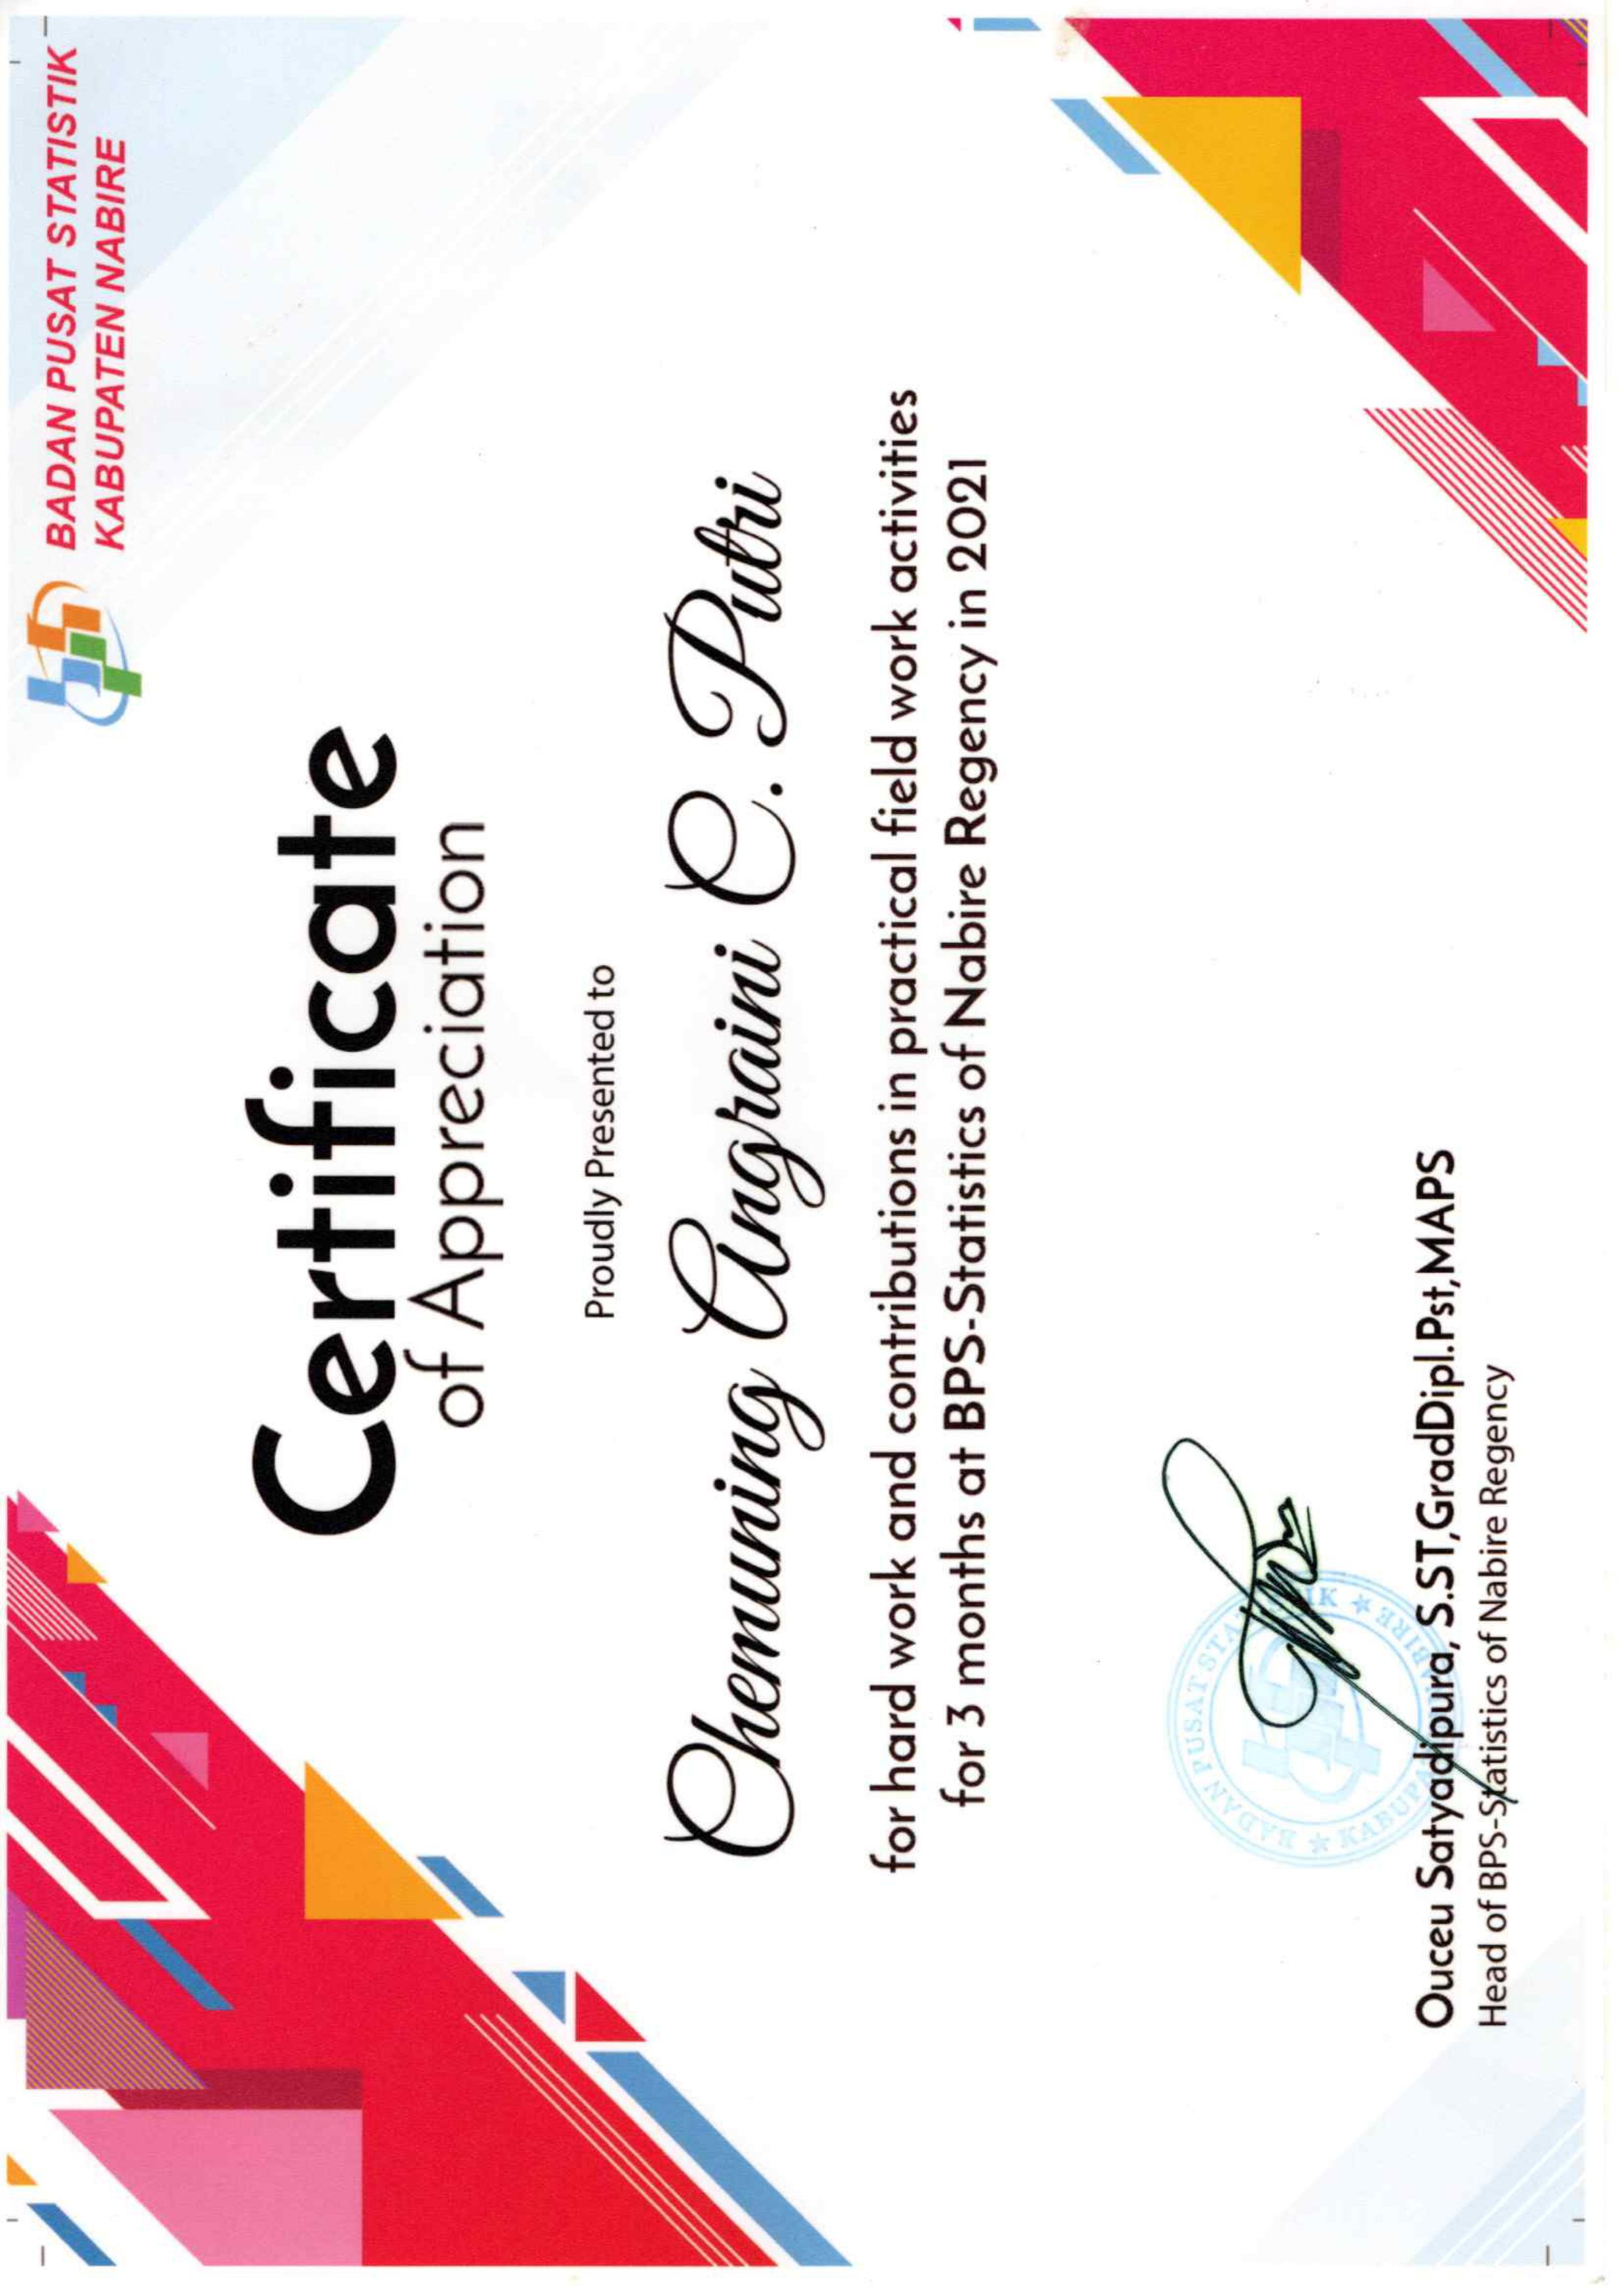 BADAN PUSAT STATISTIK
KABUPATEN NABIRE
Certificate
of Appreciation
Proudly Presented to
Chemuning Angraini C. Putri
for hard work and contributions in practical field work activities
for 3 months at BPS-Statistics of Nabire Regency in 2021
BADAN PUSAT STATISTIK
KABUPATEN NABIRE
Ouceu Satyadipura, S.ST,GradDipl.Pst,MAPS
Head of BPS-Statistics of Nabire Regency